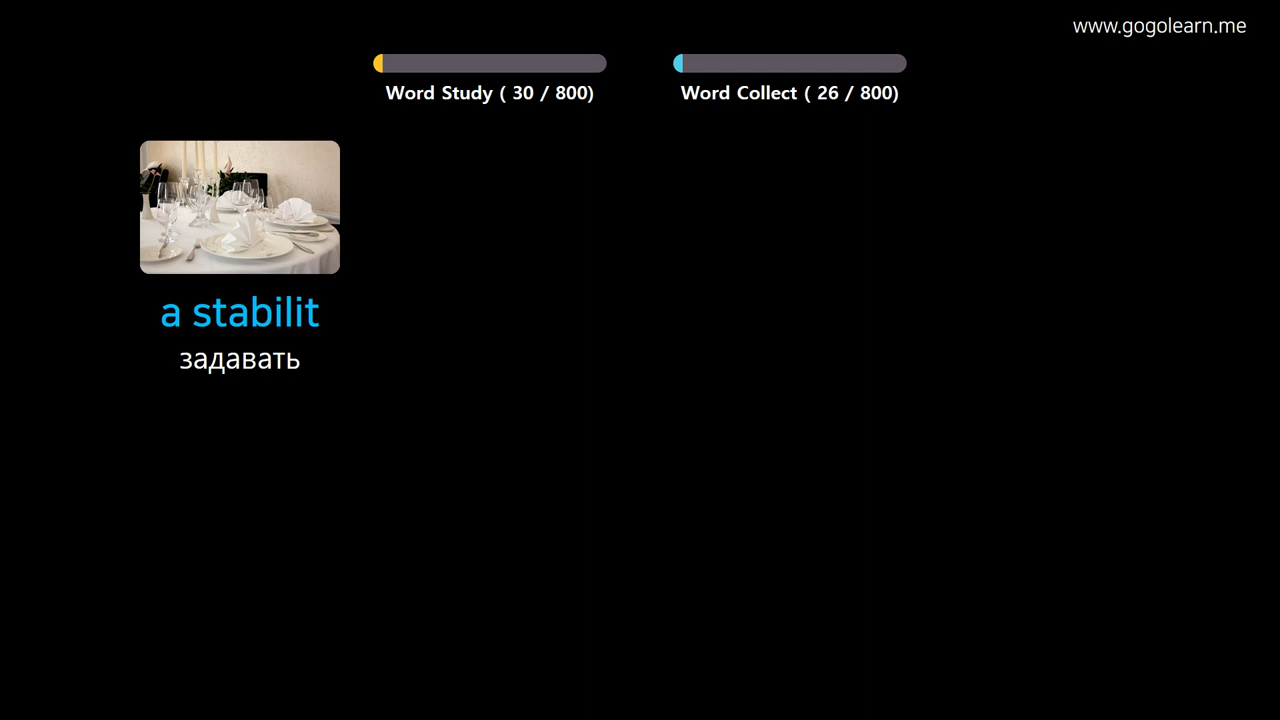 www.gogolearn.me
Word Study ( 30 / 800)
Word Collect ( 26 / 800)
a stabilit
задавать